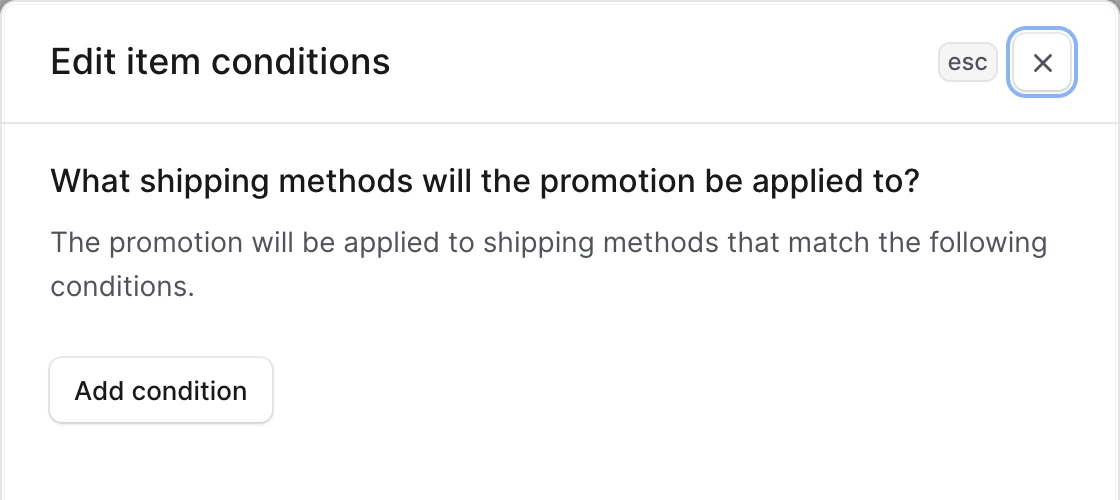 Edit item conditions
esc
What shipping methods will the promotion be applied to?
The promotion will be applied to shipping methods that match the following
conditions.
Add condition